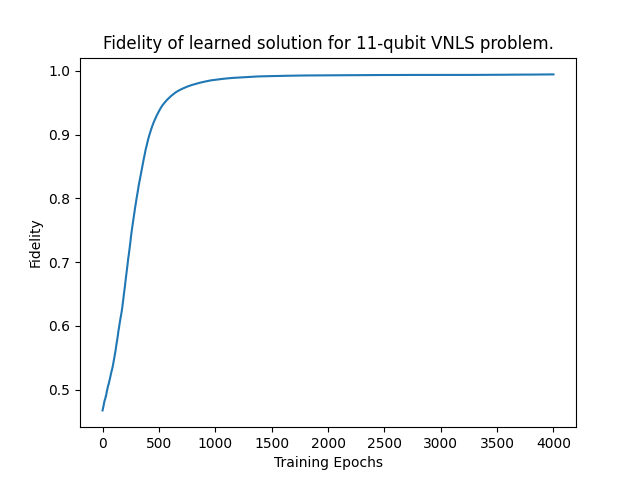 Fidelity of learned solution for 11-qubit VNLS problem.
1.0
0.9
0.8
0.7
0.6
0.5
Fidelity
0 500 1000 1500 2000 2500 3000 3500 4000
Training Epochs